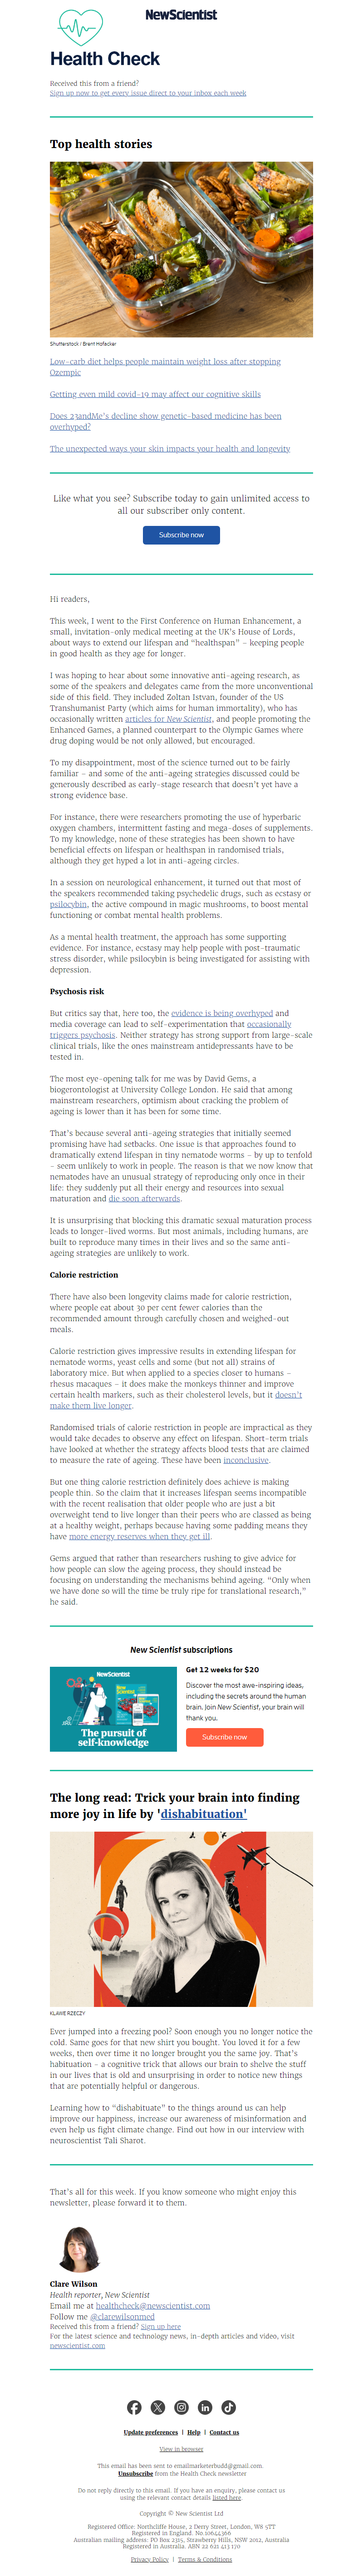 NewScientist
Health Check
Received this from a friend?
Sign up now to get every issue direct to your inbox each week
Top health stories
Shutterstock / Brent Hofacker
Low-carb diet helps people maintain weight loss after stopping
Ozempic
Getting even mild covid-19 may affect our cognitive skills
Does 23andMe's decline show genetic-based medicine has been
overhyped?
The unexpected ways your skin impacts your health and longevity
Like what you see? Subscribe today to gain unlimited access to
all our subscriber only content.
Subscribe now
Hi readers,
This week, I went to the First Conference on Human Enhancement, a
small, invitation-only medical meeting at the UK's House of Lords,
about ways to extend our lifespan and "healthspan" – keeping people
in good health as they age for longer.
I was hoping to hear about some innovative anti-ageing research, as
some of the speakers and delegates came from the more unconventional
side of this field. They included Zoltan Istvan, founder of the US
Transhumanist Party (which aims for human immortality), who has
occasionally written articles for New Scientist, and people promoting the
Enhanced Games, a planned counterpart to the Olympic Games where
drug doping would be not only allowed, but encouraged.
To my disappointment, most of the science turned out to be fairly
familiar – and some of the anti-ageing strategies discussed could be
generously described as early-stage research that doesn't yet have a
strong evidence base.
For instance, there were researchers promoting the use of hyperbaric
oxygen chambers, intermittent fasting and mega-doses of supplements.
To my knowledge, none of these strategies has been shown to have
beneficial effects on lifespan or healthspan in randomised trials,
although they get hyped a lot in anti-ageing circles.
In a session on neurological enhancement, it turned out that most of
the speakers recommended taking psychedelic drugs, such as ecstasy or
psilocybin, the active compound in magic mushrooms, to boost mental
functioning or combat mental health problems.
As a mental health treatment, the approach has some supporting
evidence. For instance, ecstasy may help people with post-traumatic
stress disorder, while psilocybin is being investigated for assisting with
depression.
Psychosis risk
But critics say that, here too, the evidence is being overhyped and
media coverage can lead to self-experimentation that occasionally
triggers psychosis. Neither strategy has strong support from large-scale
clinical trials, like the ones mainstream antidepressants have to be
tested in.
The most eye-opening talk for me was by David Gems, a
biogerontologist at University College London. He said that among
mainstream researchers, optimism about cracking the problem of
ageing is lower than it has been for some time.
That's because several anti-ageing strategies that initially seemed
promising have had setbacks. One issue is that approaches found to
dramatically extend lifespan in tiny nematode worms – by up to tenfold
- seem unlikely to work in people. The reason is that we now know that
nematodes have an unusual strategy of reproducing only once in their
life: they suddenly put all their energy and resources into sexual
maturation and die soon afterwards.
It is unsurprising that blocking this dramatic sexual maturation process
leads to longer-lived worms. But most animals, including humans, are
built to reproduce many times in their lives and so the same anti-
ageing strategies are unlikely to work.
Calorie restriction
There have also been longevity claims made for calorie restriction,
where people eat about 30 per cent fewer calories than the
recommended amount through carefully chosen and weighed-out
meals.
Calorie restriction gives impressive results in extending lifespan for
nematode worms, yeast cells and some (but not all) strains of
laboratory mice. But when applied to a species closer to humans –
rhesus macaques – it does make the monkeys thinner and improve
certain health markers, such as their cholesterol levels, but it doesn't
make them live longer.
Randomised trials of calorie restriction in people are impractical as they
would take decades to observe any effect on lifespan. Short-term trials
have looked at whether the strategy affects blood tests that are claimed
to measure the rate of ageing. These have been inconclusive.
But one thing calorie restriction definitely does achieve is making
people thin. So the claim that it increases lifespan seems incompatible
with the recent realisation that older people who are just a bit
overweight tend to live longer than their peers who are classed as being
at a healthy weight, perhaps because having some padding means they
have more energy reserves when they get ill.
Gems argued that rather than researchers rushing to give advice for
how people can slow the ageing process, they should instead be
focusing on understanding the mechanisms behind ageing. "Only when
we have done so will the time be truly ripe for translational research,"
he said.
New Scientist subscriptions
NewScientist
The pursuit of
self-knowledge
Get 12 weeks for $20
Discover the most awe-inspiring ideas,
including the secrets around the human
brain. Join New Scientist, your brain will
thank you.
Subscribe now
The long read: Trick your brain into finding
more joy in life by 'dishabituation'
KLAWE RZECZY
Ever jumped into a freezing pool? Soon enough you no longer notice the
cold. Same goes for that new shirt you bought. You loved it for a few
weeks, then over time it no longer brought you the same joy. That's
habituation – a cognitive trick that allows our brain to shelve the stuff
in our lives that is old and unsurprising in order to notice new things
that are potentially helpful or dangerous.
Learning how to "dishabituate" to the things around us can help
improve our happiness, increase our awareness of misinformation and
even help us fight climate change. Find out how in our interview with
neuroscientist Tali Sharot.
That's all for this week. If you know someone who might enjoy this
newsletter, please forward it to them.
Clare Wilson
Health reporter, New Scientist
Email me at healthcheck@newscientist.com
Follow me @clarewilsonmed
Received this from a friend? Sign up here
For the latest science and technology news, in-depth articles and video, visit
newscientist.com
Update preferences | Help | Contact us
View in browser
This email has been sent to emailmarketerbudd@gmail.com.
Unsubscribe from the Health Check newsletter
Do not reply directly to this email. If you have an enquiry, please contact us
using the relevant contact details listed here.
Copyright © New Scientist Ltd
Registered Office: Northcliffe House, 2 Derry Street, London, W8 5TT
Registered in England. No.10644366
Australian mailing address: PO Box 2315, Strawberry Hills, NSW 2012, Australia
Registered in Australia. ABN 22 621 413 170
Privacy Policy | Terms & Conditions